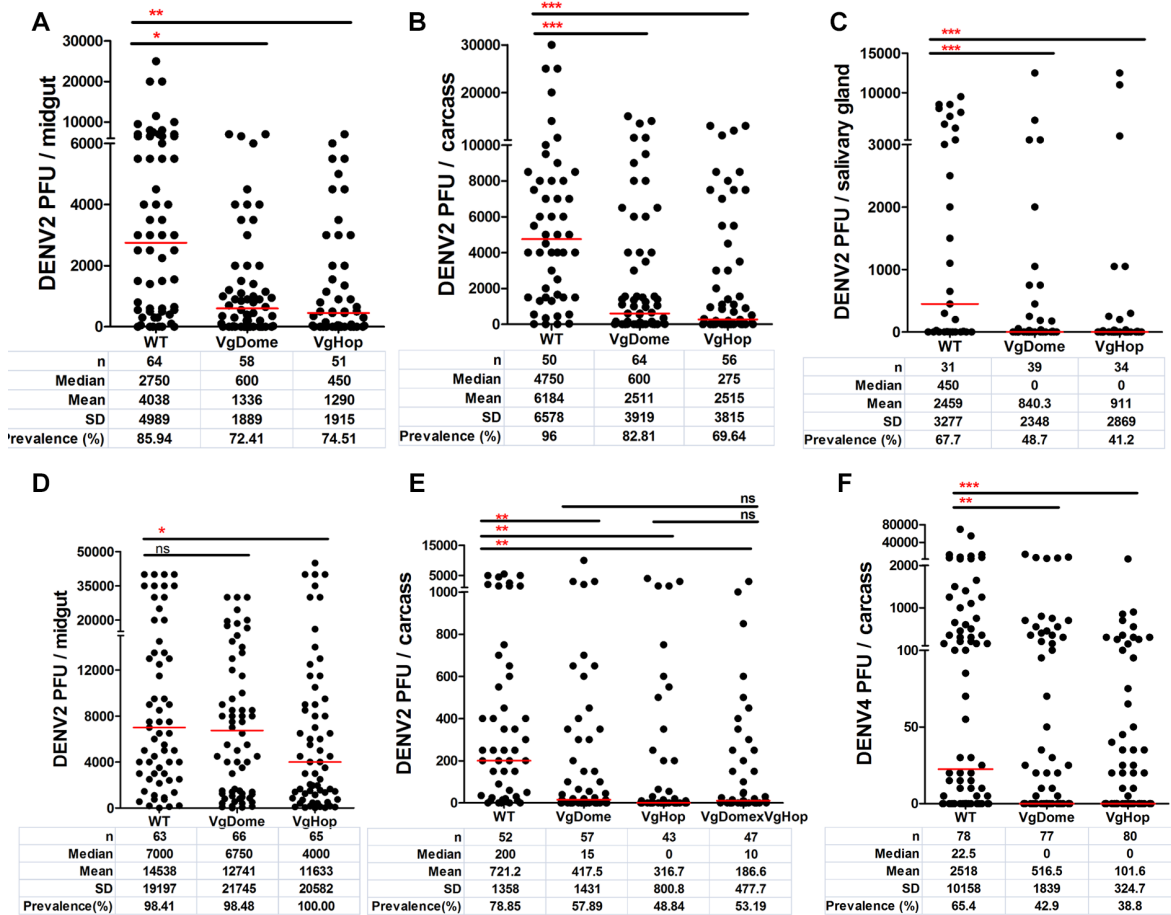 A
**
*
DENV2 PFU / midgut
30000
20000
10000
6000
4000
2000
0
WT VgDome VgHop
n 64 58 51
Median 2750 600 450
Mean 4038 1336 1290
SD 4989 1889 1915
Prevalence (%) 85.94 72.41 74.51
B
***
***
DENV2 PFU / carcass
30000
20000
10000
8000
6000
4000
2000
0
WT VgDome VgHop
n 50 64 56
Median 4750 600 275
Mean 6184 2511 2515
SD 6578 3919 3815
Prevalence (%) 96 82.81 69.64
C
***
***
DENV2 PFU / salivary gland
15000
10000
3000
2000
1000
0
WT VgDome VgHop
n 31 39 34
Median 450 0 0
Mean 2459 840.3 911
SD 3277 2348 2869
Prevalence (%) 67.7 48.7 41.2
D
*
ns
DENV2 PFU / midgut
50000
40000
30000
20000
12000
8000
4000
0
WT VgDome VgHop
n 63 66 65
Median 7000 6750 4000
Mean 14538 12741 11633
SD 19197 21745 20582
Prevalence(%) 98.41 98.48 100.00
E
ns
ns
**
**
**
DENV2 PFU / carcass
15000
5000
1000
800
600
400
200
0
WT VgDome VgHop VgDomexVgHop
n 52 57 43 47
Median 200 15 0 10
Mean 721.2 417.5 316.7 186.6
SD 1358 1431 800.8 477.7
Prevalence(%) 78.85 57.89 48.84 53.19
F
***
**
DENV4 PFU / carcass
80000
40000
2000
1000
100
50
0
WT VgDome VgHop
n 78 77 80
Median 22.5 0 0
Mean 2518 516.5 101.6
SD 10158 1839 324.7
Prevalence (%) 65.4 42.9 38.8